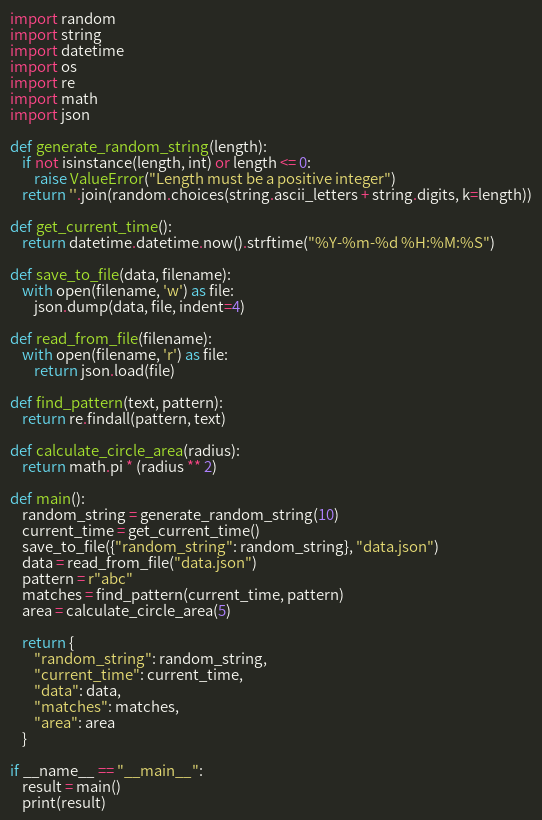 import random
import string
import datetime
import os
import re
import math
import json

def generate_random_string(length):
    if not isinstance(length, int) or length <= 0:
        raise ValueError("Length must be a positive integer")
    return ''.join(random.choices(string.ascii_letters + string.digits, k=length))

def get_current_time():
    return datetime.datetime.now().strftime("%Y-%m-%d %H:%M:%S")

def save_to_file(data, filename):
    with open(filename, 'w') as file:
        json.dump(data, file, indent=4)

def read_from_file(filename):
    with open(filename, 'r') as file:
        return json.load(file)

def find_pattern(text, pattern):
    return re.findall(pattern, text)

def calculate_circle_area(radius):
    return math.pi * (radius ** 2)

def main():
    random_string = generate_random_string(10)
    current_time = get_current_time()
    save_to_file({"random_string": random_string}, "data.json")
    data = read_from_file("data.json")
    pattern = r"abc"
    matches = find_pattern(current_time, pattern)
    area = calculate_circle_area(5)

    return {
        "random_string": random_string,
        "current_time": current_time,
        "data": data,
        "matches": matches,
        "area": area
    }

if __name__ == "__main__":
    result = main()
    print(result)